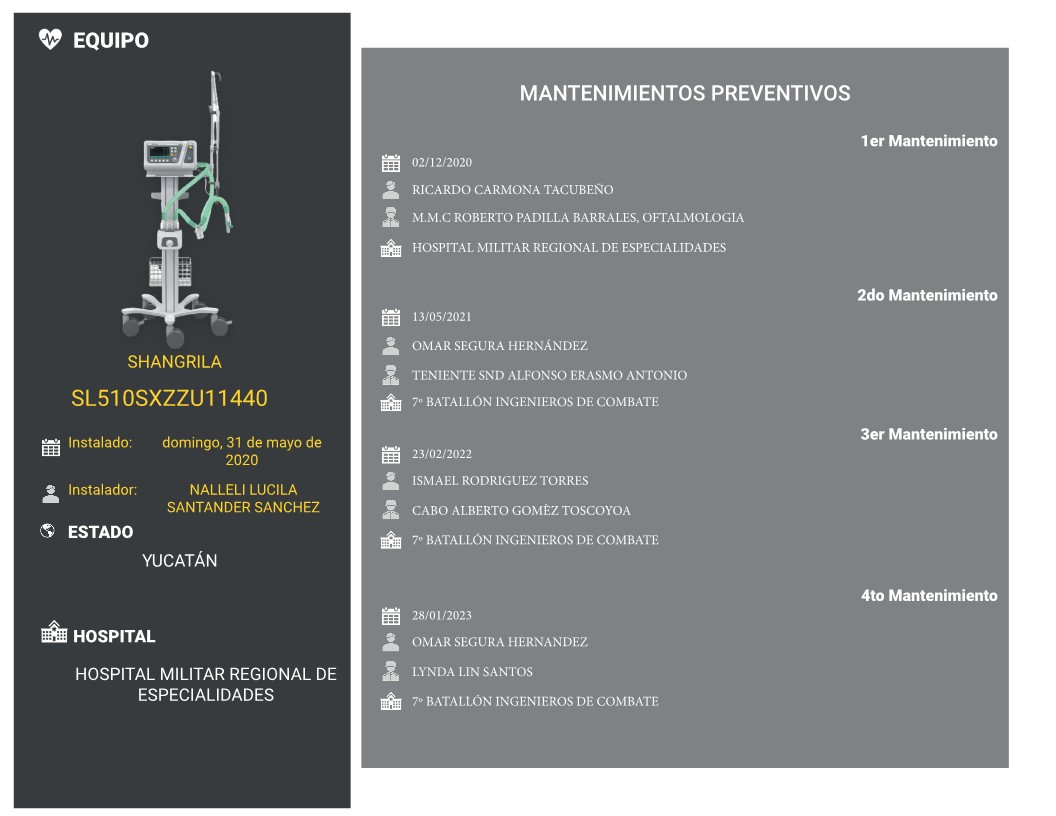 EQUIPO
SHANGRILA
SL510SXZZU11440
Instalado: domingo, 31 de mayo de
2020
Instalador: NALLELI LUCILA
SANTANDER SANCHEZ
ESTADO
YUCATÁN
HOSPITAL
HOSPITAL MILITAR REGIONAL DE
ESPECIALIDADES
MANTENIMIENTOS PREVENTIVOS
1er Mantenimiento
02/12/2020
RICARDO CARMONA TACUBEÑO
M.M.C ROBERTO PADILLA BARRALES, OFTALMOLOGIA
HOSPITAL MILITAR REGIONAL DE ESPECIALIDADES
2do Mantenimiento
13/05/2021
OMAR SEGURA HERNÁNDEZ
TENIENTE SND ALFONSO ERASMO ANTONIO
7º BATALLÓN INGENIEROS DE COMBATE
3er Mantenimiento
23/02/2022
ISMAEL RODRIGUEZ TORRES
CABO ALBERTO GOMÈZ TOSCOYOA
7º BATALLÓN INGENIEROS DE COMBATE
4to Mantenimiento
28/01/2023
OMAR SEGURA HERNANDEZ
LYNDA LIN SANTOS
7º BATALLÓN INGENIEROS DE COMBATE